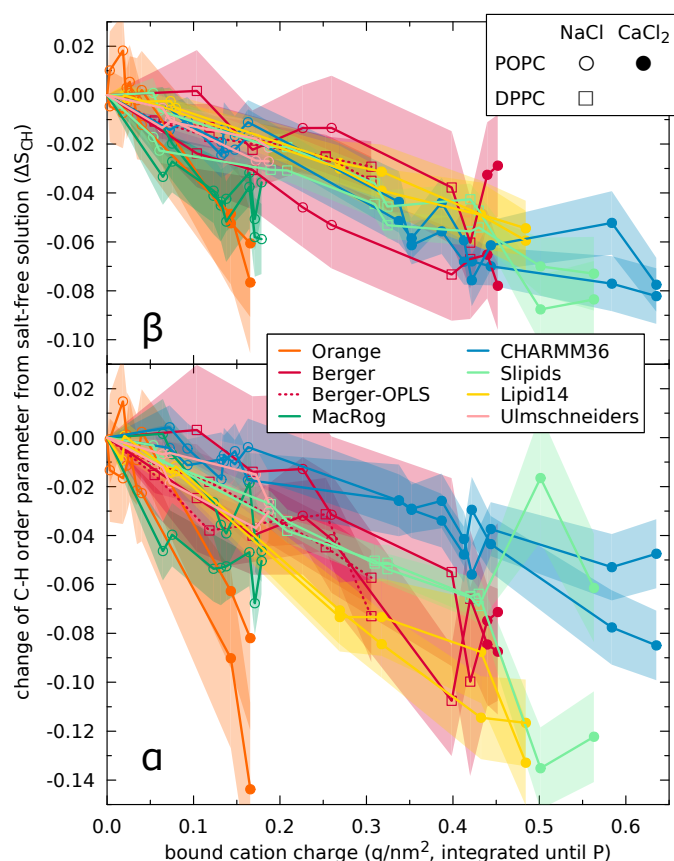 NaCl CaCl2
POPC
DPPC
0.02
0.00
-0.02
-0.04
-0.06
-0.08
-0.10
β
Orange
Berger
Berger-OPLS
MacRog
CHARMM36
Slipids
Lipid14
Ulmschneiders
0.02
0.00
-0.02
-0.04
-0.06
-0.08
-0.10
-0.12
-0.14
α
change of C-H order parameter from salt-free solution (ΔSCH)
0.0 0.1 0.2 0.3 0.4 0.5 0.6
bound cation charge (g/nm², integrated until P)